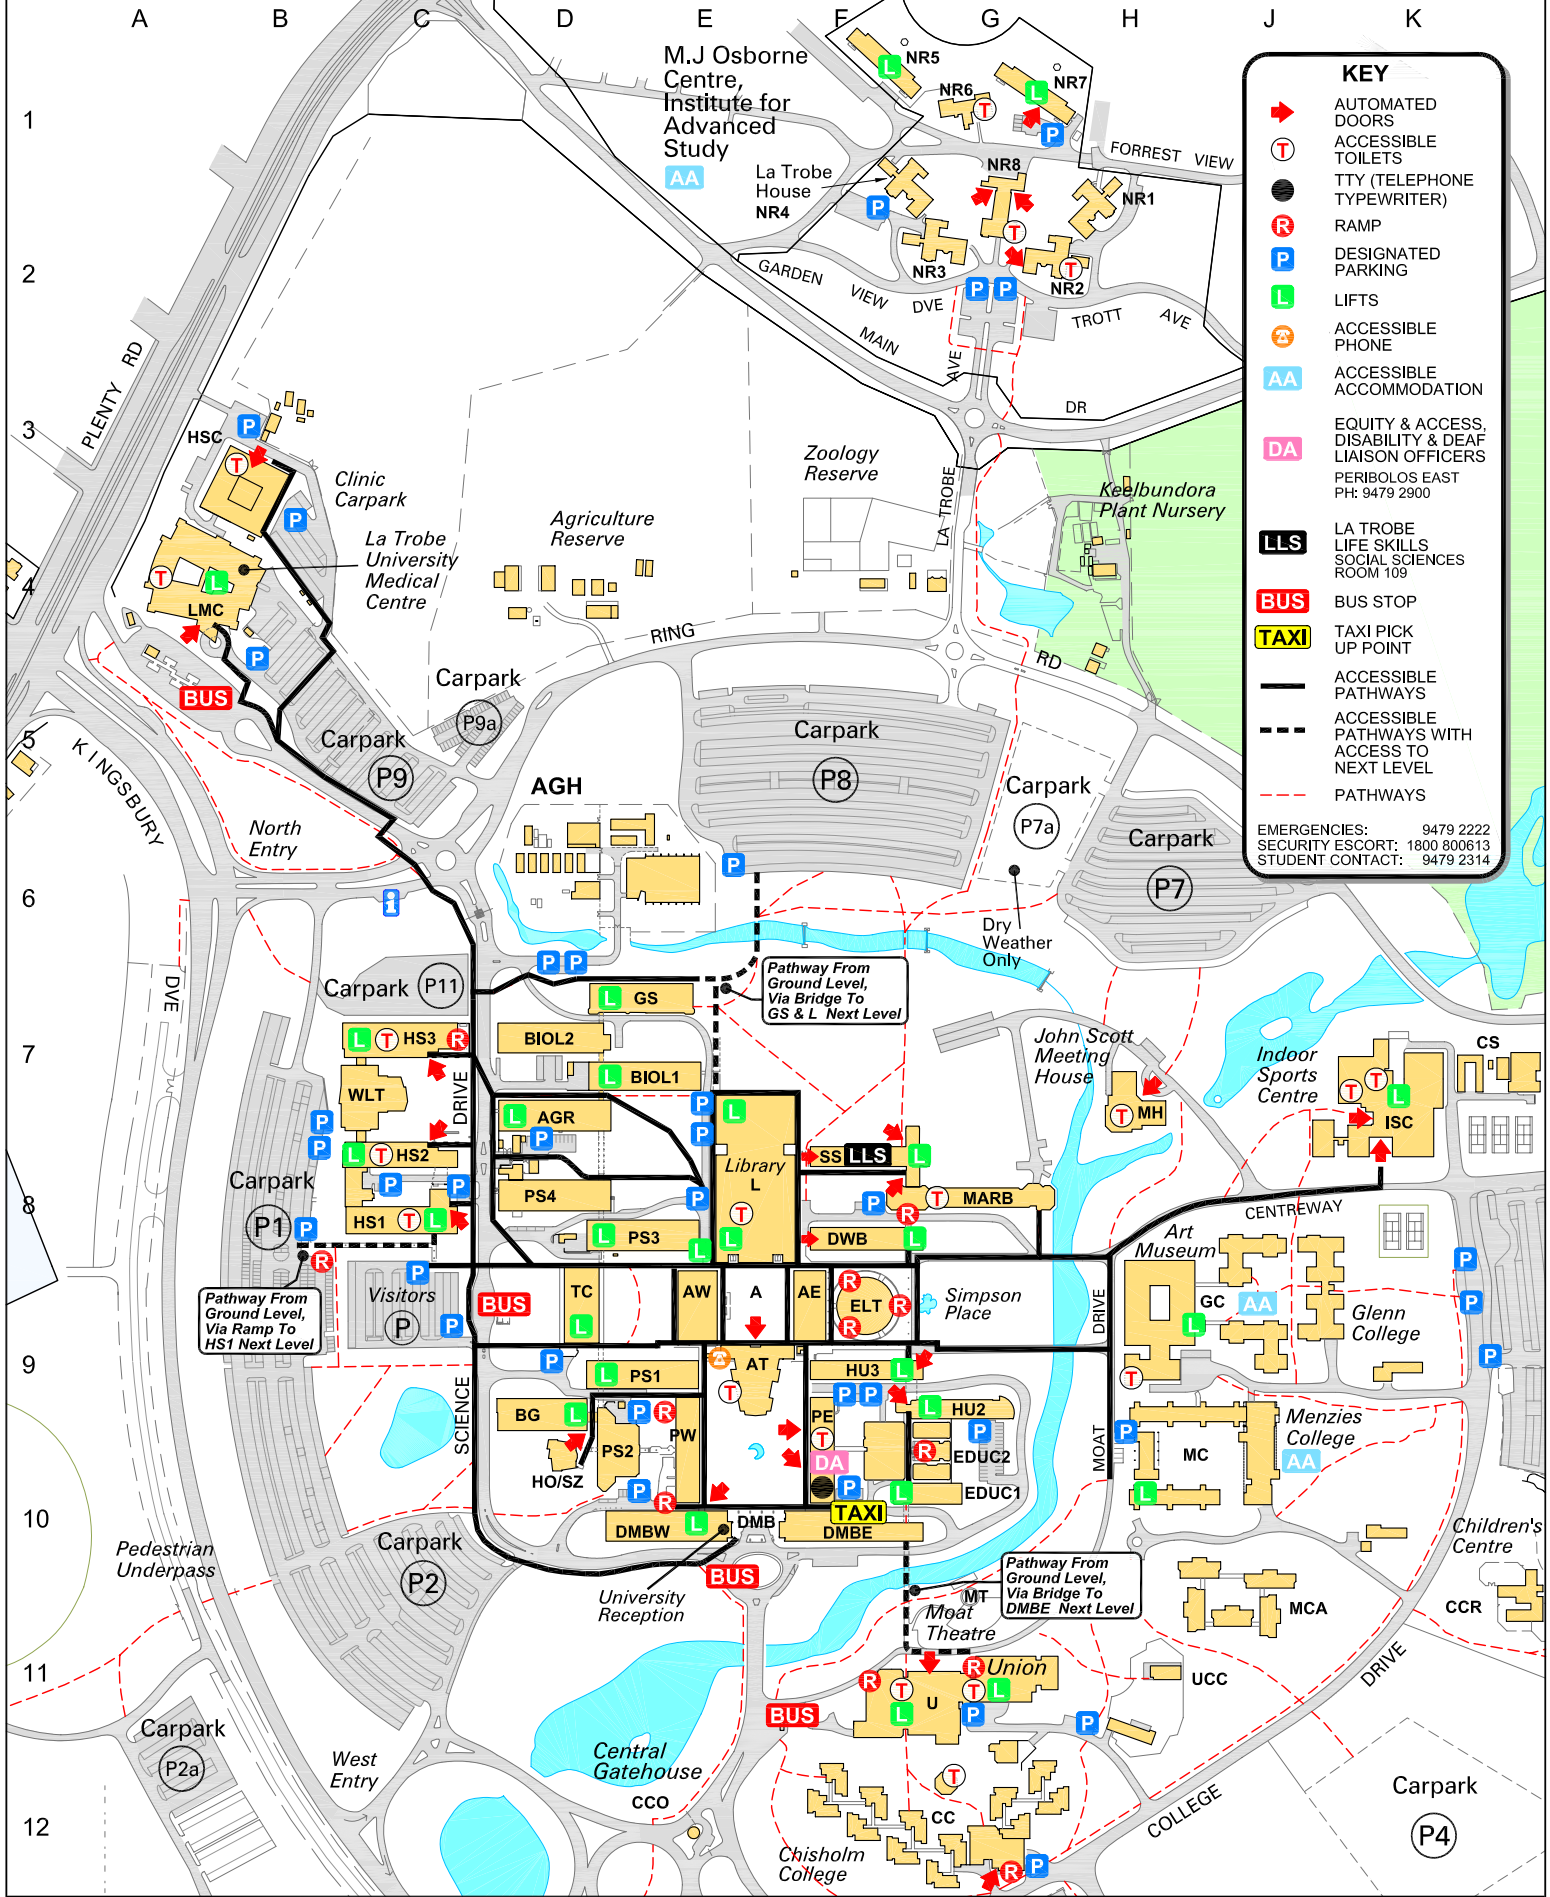 A B C D E F G H J K
1
2
3
4
5
6
7
8
9
10
11
12
M.J Osborne
Centre,
Institute for
Advanced
Study
AA
La Trobe
House
NR4
NR5
L
NR6
T
NR7
L
P
NR8
T
NR1
NR2
T
NR3
P
P P
FORREST VIEW
GARDEN VIEW DVE
TROTT AVE
MAIN DR
LA TROBE AVE
KEY
AUTOMATED
DOORS
T ACCESSIBLE
TOILETS
TTY (TELEPHONE
TYPEWRITER)
R RAMP
P DESIGNATED
PARKING
L LIFTS
ACCESSIBLE
PHONE
AA ACCESSIBLE
ACCOMMODATION
DA EQUITY & ACCESS,
DISABILITY & DEAF
LIAISON OFFICERS
PERIBOLOS EAST
PH: 9479 2900
LLS LA TROBE
LIFE SKILLS
SOCIAL SCIENCES
ROOM 109
BUS BUS STOP
TAXI TAXI PICK
UP POINT
ACCESSIBLE
PATHWAYS
ACCESSIBLE
PATHWAYS WITH
ACCESS TO
NEXT LEVEL
PATHWAYS
EMERGENCIES: 9479 2222
SECURITY ESCORT: 1800 800613
STUDENT CONTACT: 9479 2314
PLENTY RD
HSC
P
T
Clinic
Carpark
P
La Trobe
University
Medical
Centre
T
L
LMC
P
BUS
Agriculture
Reserve
Zoology
Reserve
Keelbundora
Plant Nursery
RING RD
Carpark
P9a
Carpark
P9
Carpark
P8
Carpark
P7a
Carpark
P7
KINGSBURY DVE
North
Entry
i
AGH
P
Dry
Weather
Only
P P
Carpark P11
Pathway From
Ground Level,
Via Bridge To
GS & L Next Level
L GS
BIOL2
L BIOL1
L T HS3 R
WLT
DRIVE
L AGR
P
P
P
L
Library
L
T
L
SS LLS L
P
T MARB
R
DWB L
John Scott
Meeting
House
T MH
Indoor
Sports
Centre
T T
L
ISC
CS
P
P
L T HS2
P P
HS1 T L
Carpark
P1
P
R
PS4
L PS3 L
P
CENTREWAY
Art
Museum
Pathway From
Ground Level,
Via Ramp To
HS1 Next Level
Visitors
P
P
P
BUS
TC
L
AW
A
AE
R
ELT R
R
Simpson
Place
DRIVE
GC AA
L
T
Glenn
College
P
P
P
P
L PS1
AT
T
HU3 L
P P
L HU2
P
PE
T
DA
P
R
EDUC2
L EDUC1
BG L
PS2
P R
PW
P
R
HO/SZ
SCIENCE
MOAT
P
MC
L
Menzies
College
AA
DMBW L
DMB
TAXI
DMBE
Pedestrian
Underpass
Carpark
P2
University
Reception
BUS
Pathway From
Ground Level,
Via Bridge To
DMBE Next Level
MT
Moat
Theatre
MCA
Children's
Centre
CCR
R
T
L
U
R Union
T L
P
P
UCC
BUS
DRIVE
Carpark
P2a
West
Entry
Central
Gatehouse
CCO
T
CC
Chisholm
College
R P
COLLEGE
Carpark
P4